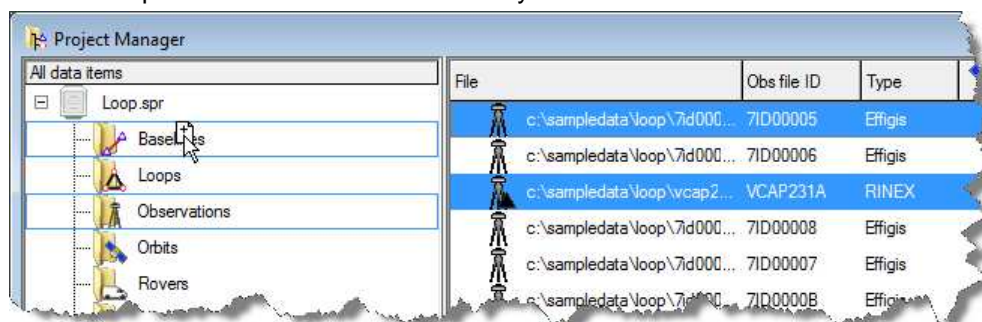 Project Manager
All data items
Loop.spr
Loops
Observations
Orbits
Rovers
File Obs file ID Type
c:\sampledata\loop\7id000... 7ID00005 Effigis
c:\sampledata\loop\7id000... 7ID00006 Effigis
c:\sampledata\loop\vcap2... VCAP231A RINEX
c:\sampledata\loop\7id000... 7ID00008 Effigis
c:\sampledata\loop\7id000... 7ID00007 Effigis
7ID0000B